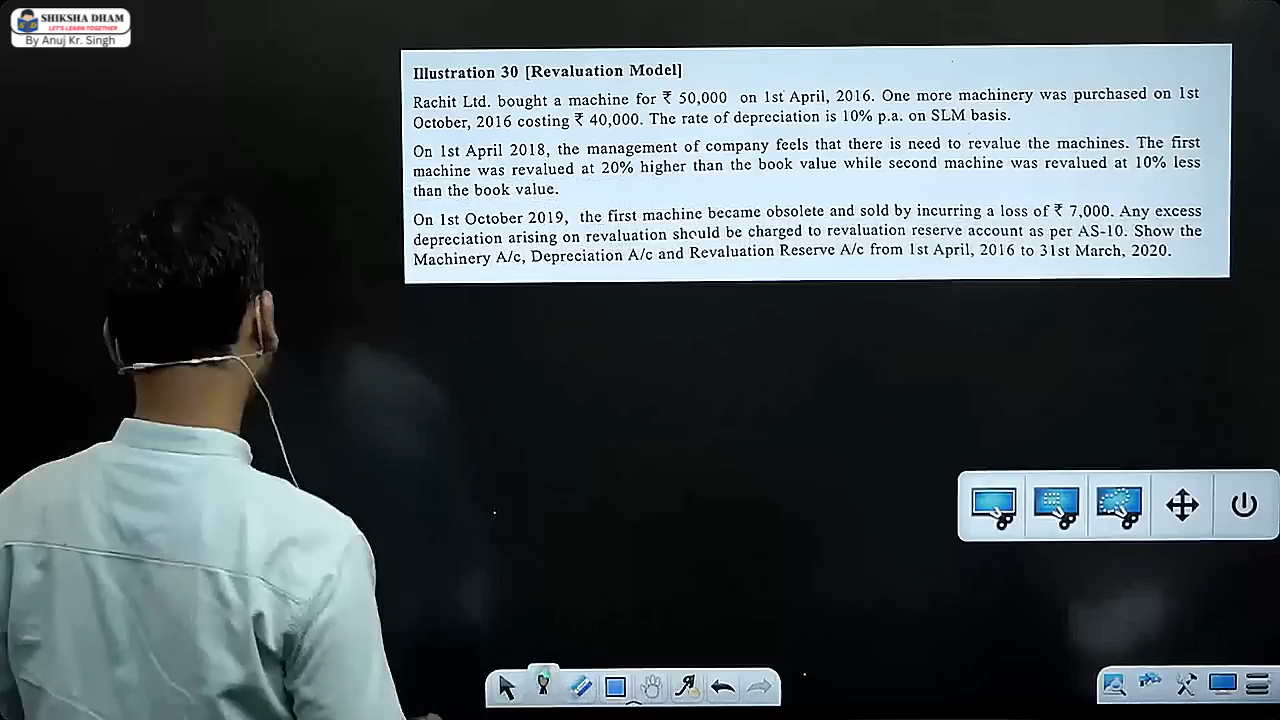 SHIKSHA DHAM
LET'S LEARN TOGETHER
By Anuj Kr. Singh
Illustration 30 [Revaluation Model]
Rachit Ltd. bought a machine for ₹ 50,000 on 1st April, 2016. One more machinery was purchased on 1st
October, 2016 costing ₹ 40,000. The rate of depreciation is 10% p.a. on SLM basis.
On 1st April 2018, the management of company feels that there is need to revalue the machines. The first
machine was revalued at 20% higher than the book value while second machine was revalued at 10% less
than the book value.
On 1st October 2019, the first machine became obsolete and sold by incurring a loss of ₹ 7,000. Any excess
depreciation arising on revaluation should be charged to revaluation reserve account as per AS-10. Show the
Machinery A/c, Depreciation A/c and Revaluation Reserve A/c from 1st April, 2016 to 31st March, 2020.